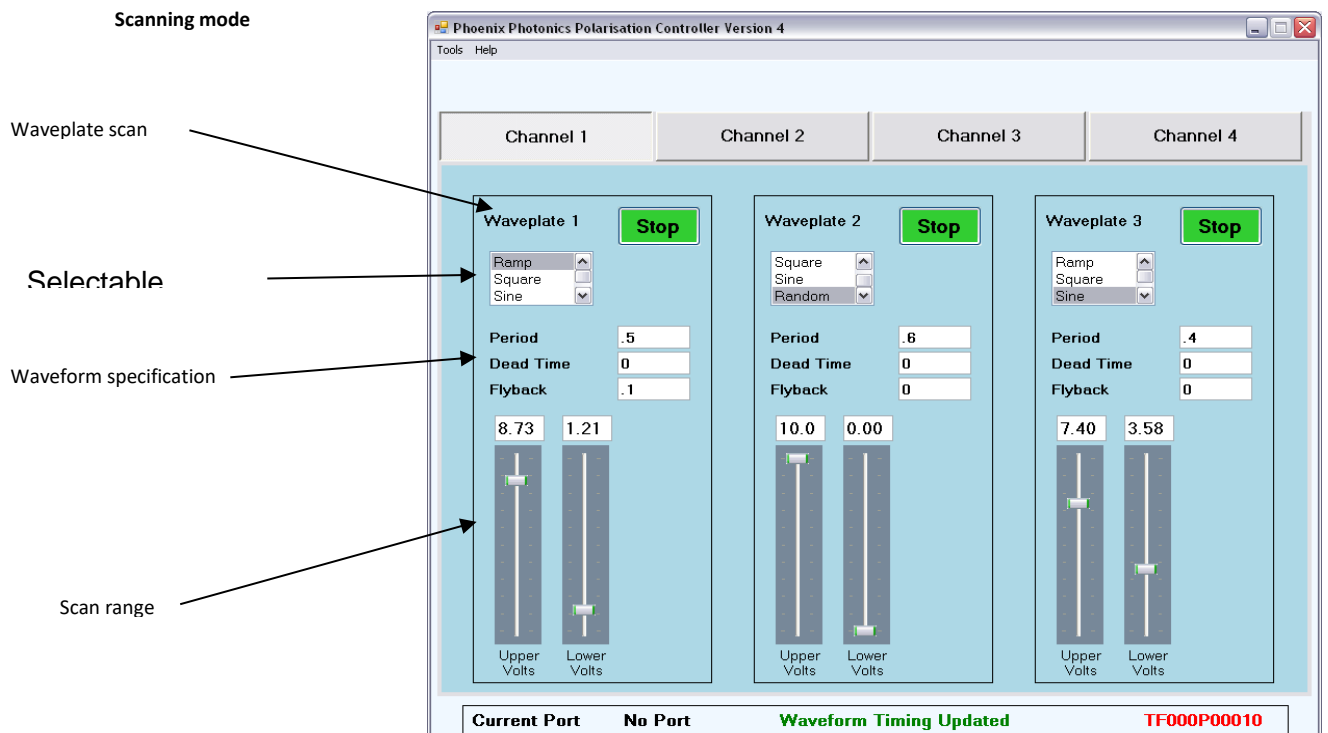 Scanning mode
Phoenix Photonics Polarisation Controller Version 4
Tools Help
Channel 1 Channel 2 Channel 3 Channel 4
Waveplate scan
Waveplate 1 Stop Waveplate 2 Stop Waveplate 3 Stop
Selectable
Ramp Square Ramp
Square Sine Square
Sine Random Sine
Waveform specification
Period .5 Period .6 Period .4
Dead Time 0 Dead Time 0 Dead Time 0
Flyback .1 Flyback 0 Flyback 0
8.73 1.21 10.0 0.00 7.40 3.58
Scan range
Upper Lower Upper Lower Upper Lower
Volts Volts Volts Volts Volts Volts
Current Port No Port Waveform Timing Updated TF000P00010